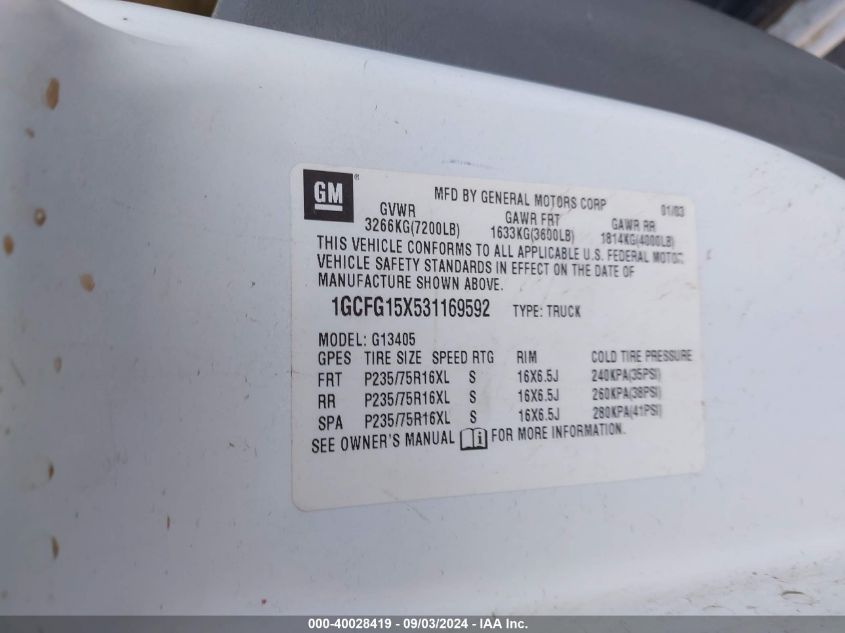 GM ®
MFD BY GENERAL MOTORS CORP 01/03
GVWR GAWR FRT GAWR RR
3266KG(7200LB) 1633KG(3600LB) 1814KG(4000LB)
THIS VEHICLE CONFORMS TO ALL APPLICABLE U.S. FEDERAL MOTOR
VEHICLE SAFETY STANDARDS IN EFFECT ON THE DATE OF
MANUFACTURE SHOWN ABOVE.
1GCFG15X531169592 TYPE: TRUCK
MODEL: G13405
GPES TIRE SIZE SPEED RTG RIM COLD TIRE PRESSURE
FRT P235/75R16XL S 16X6.5J 240KPA(35PSI)
RR P235/75R16XL S 16X6.5J 260KPA(38PSI)
SPA P235/75R16XL S 16X6.5J 280KPA(41PSI)
SEE OWNER'S MANUAL i FOR MORE INFORMATION.
000-40028419 - 09/03/2024 - IAA Inc.